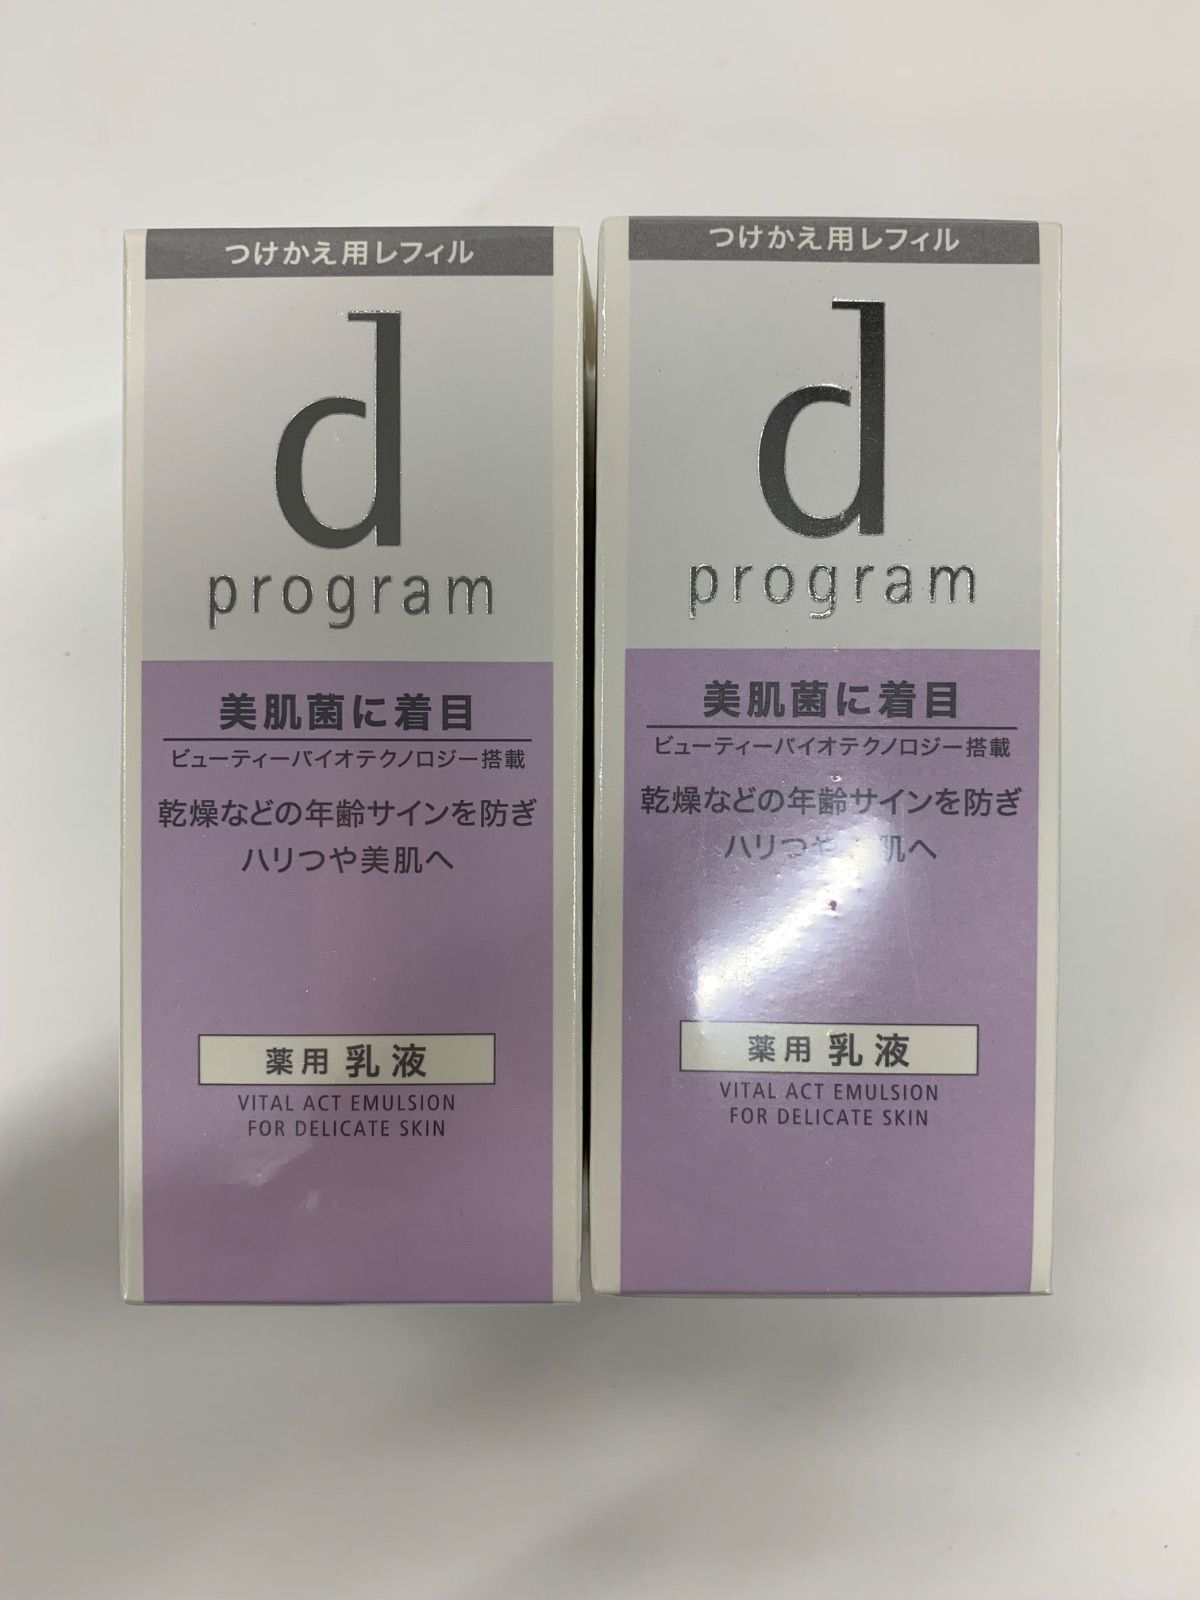 つけかえ用レフィル
d
program
美肌菌に着目
ビューティーバイオテクノロジー搭載
乾燥などの年齢サインを防ぎ
ハリつや美肌へ
薬用 乳液
VITAL ACT EMULSION
FOR DELICATE SKIN
つけかえ用レフィル
d
program
美肌菌に着目
ビューティーバイオテクノロジー搭載
乾燥などの年齢サインを防ぎ
ハリつや 肌へ
薬用 乳液
VITAL ACT EMULSION
FOR DELICATE SKIN